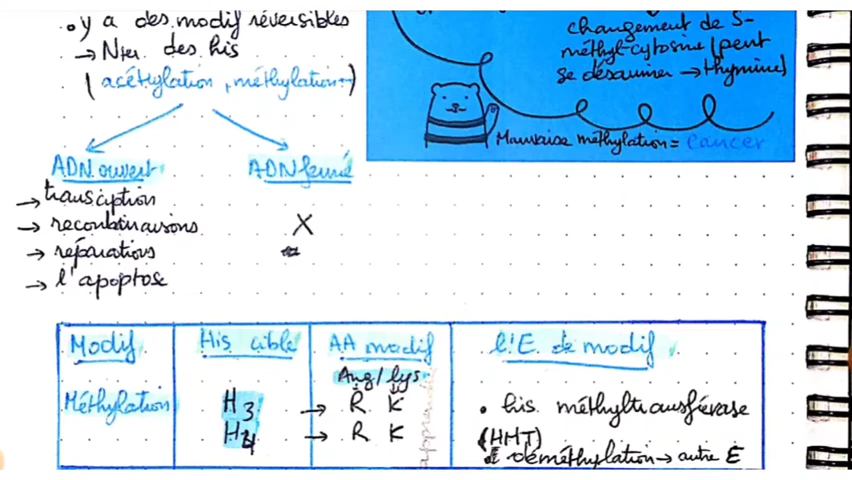 • y a des modif réversibles
→ Nter. des his
(acétylation, méthylation...)
ADN ouvert
ADN fermé
→ transciption
→ recombinaisons
→ réparations
→ l'apoptose
X
changement de 5-
méthyl-cytosine (peut
se désaminer → thymine)
Mauvaise méthylation = cancer
Modif
His cible
AA modif
l'E. de modif
Arg/lys
Méthylation
H3
→ R K
H4
→ R K
• his méthyltransférase
(HMT)
déméthylation → autre E